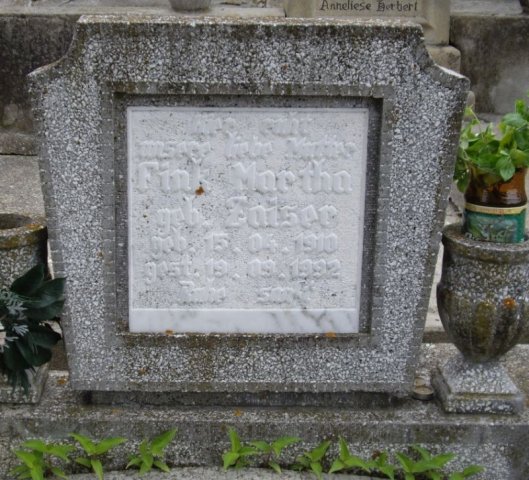 Anneliese Herbert
Hier ruht
unsere liebe Mutter
Fink Martha
geb. Zaiser
geb. 15. 04. 1910
gest. 19. 09. 1992
Ruhe sanft